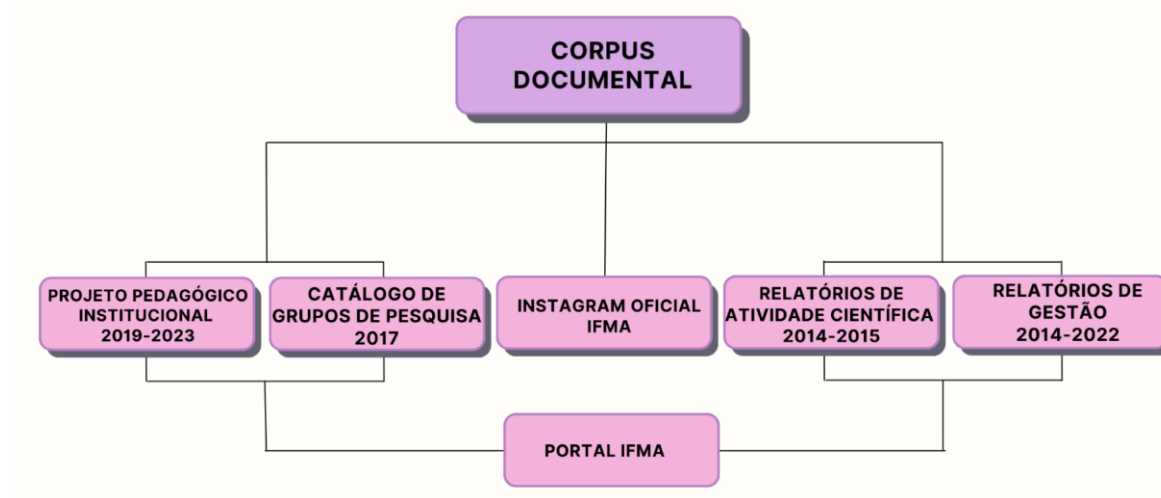 CORPUS
DOCUMENTAL
PROJETO PEDAGÓGICO
INSTITUCIONAL
2019-2023
CATÁLOGO DE
GRUPOS DE PESQUISA
2017
INSTAGRAM OFICIAL
IFMA
RELATÓRIOS DE
ATIVIDADE CIENTÍFICA
2014-2015
RELATÓRIOS DE
GESTÃO
2014-2022
PORTAL IFMA